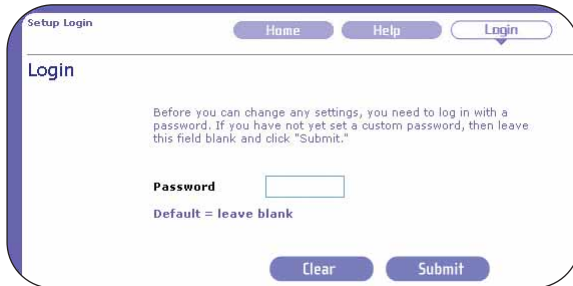 Setup Login
Home
Help
Login
Login
Before you can change any settings, you need to log in with a
password. If you have not yet set a custom password, then leave
this field blank and click "Submit."
Password
Default = leave blank
Clear
Submit